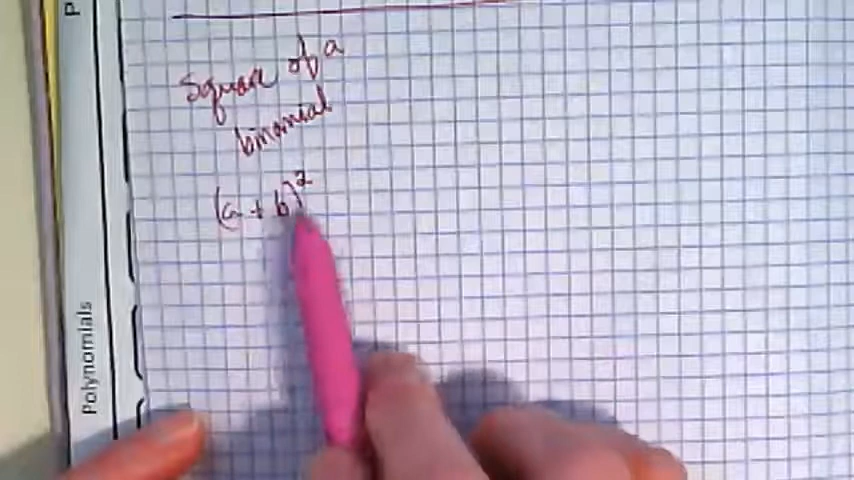 P
Square of a
binomial
(a + b)²
Polynomials